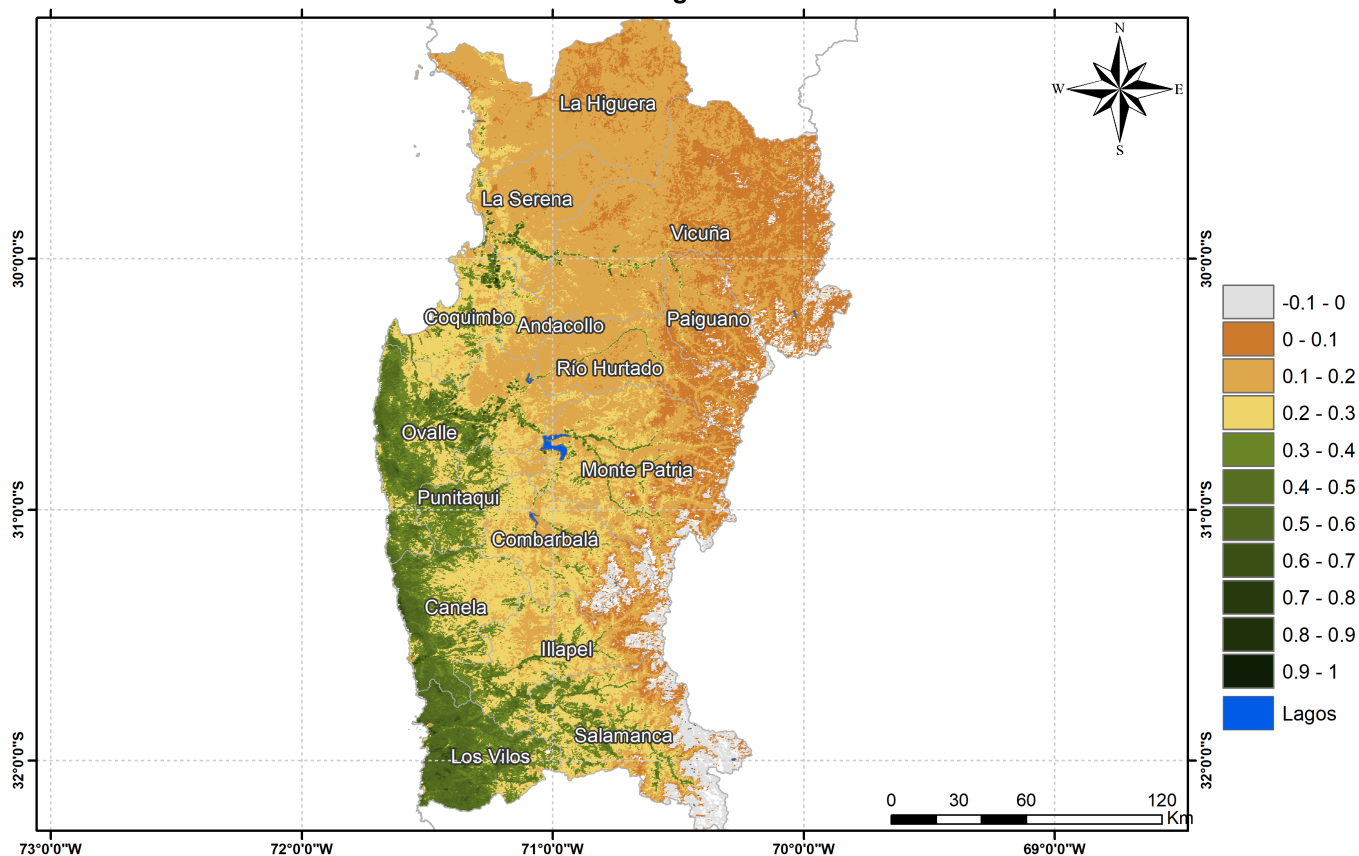 N
W E
S
La Higuera
La Serena
Vicuña
Coquimbo
Andacollo
Paiguano
Río Hurtado
Ovalle
Monte Patria
Punitaqui
Combarbalá
Canela
Illapel
Salamanca
Los Vilos
30°0'0"S
31°0'0"S
32°0'0"S
30°0'0"S
31°0'0"S
32°0'0"S
-0.1 - 0
0 - 0.1
0.1 - 0.2
0.2 - 0.3
0.3 - 0.4
0.4 - 0.5
0.5 - 0.6
0.6 - 0.7
0.7 - 0.8
0.8 - 0.9
0.9 - 1
Lagos
0 30 60 120
Km
73°0'0"W 72°0'0"W 71°0'0"W 70°0'0"W 69°0'0"W